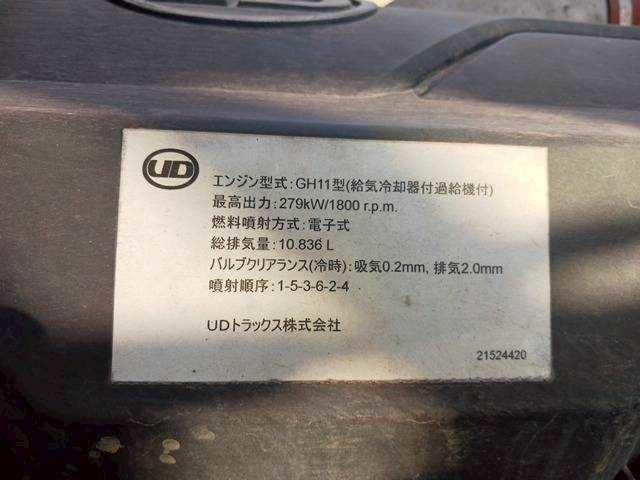 UD
エンジン型式:GH11型(給気冷却器付過給機付)
最高出力:279kW/1800 r.p.m.
燃料噴射方式:電子式
総排気量:10.836 L
バルブクリアランス(冷時):吸気0.2mm, 排気2.0mm
噴射順序:1-5-3-6-2-4
UDトラックス株式会社
21524420